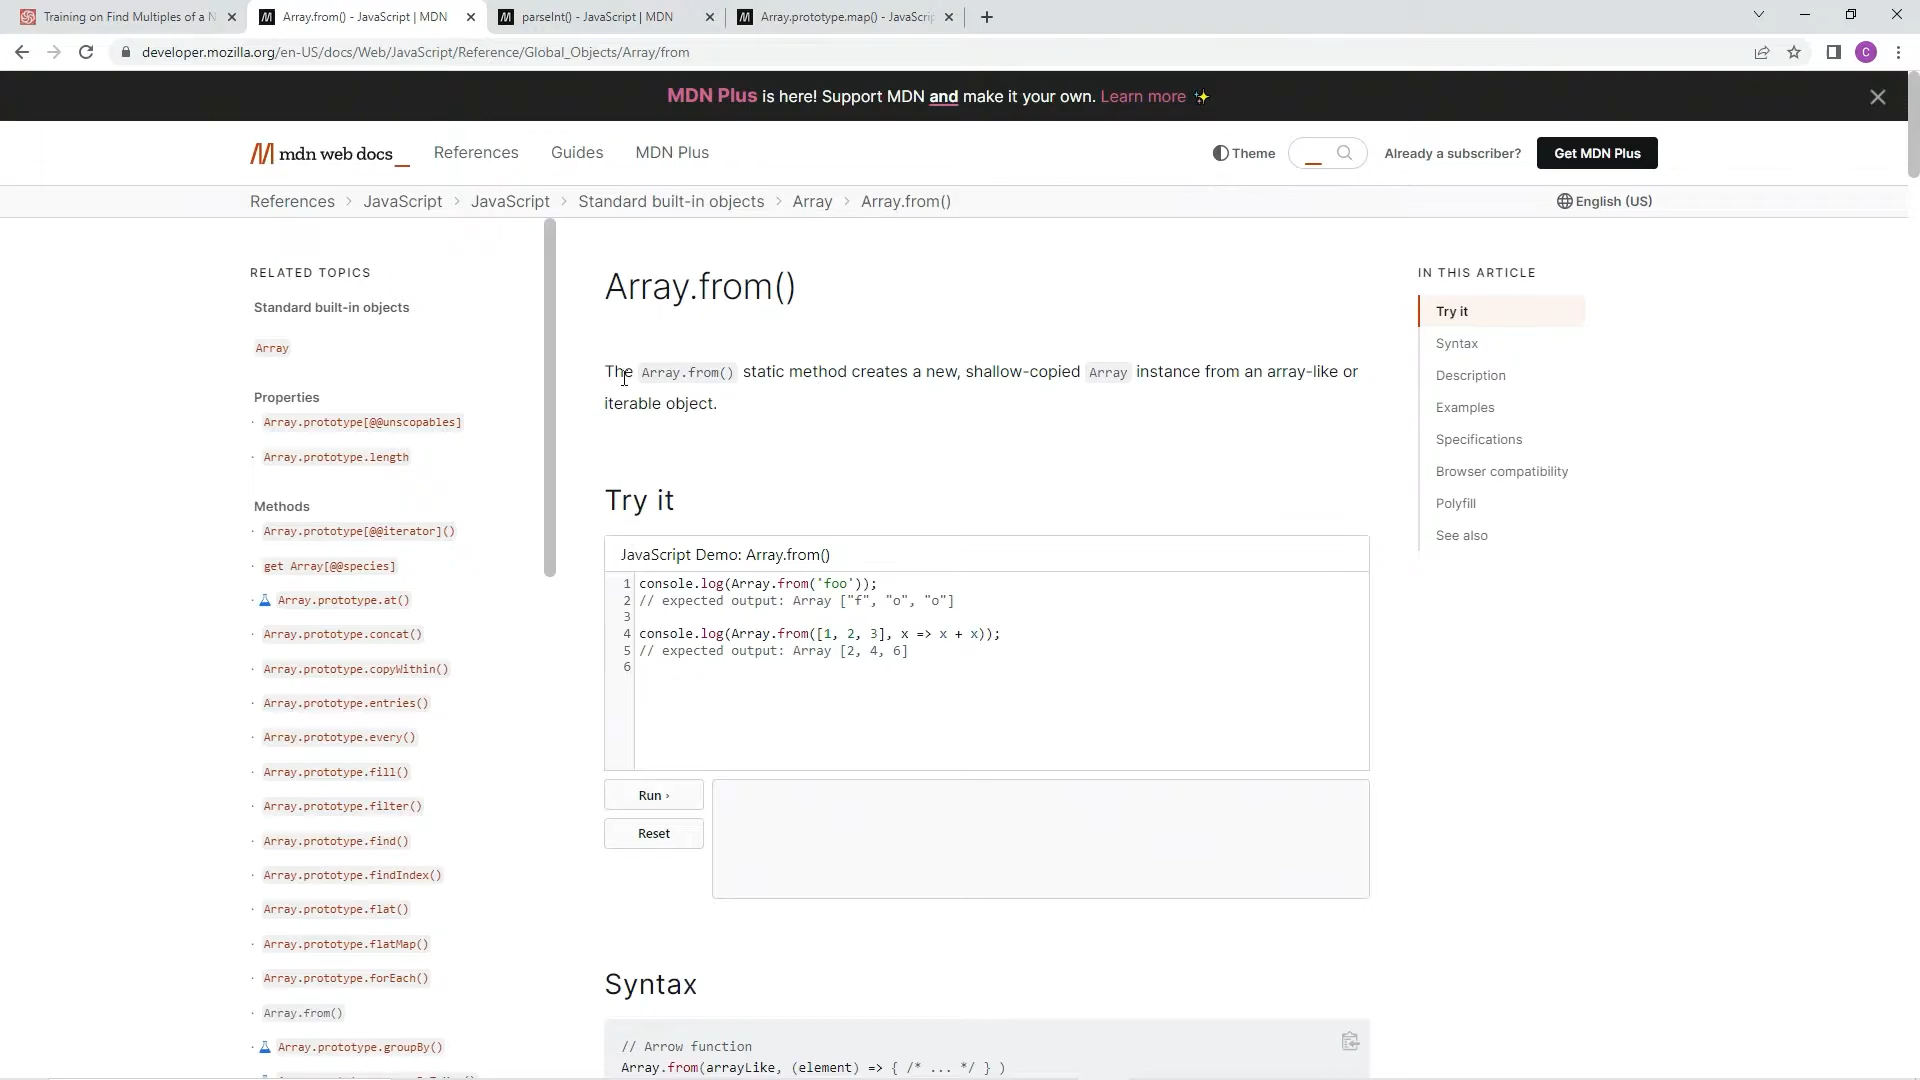 Training on Find Multiples of a N
Array.from() - JavaScript | MDN
parseInt() - JavaScript | MDN
Array.prototype.map() - JavaScrip
developer.mozilla.org/en-US/docs/Web/JavaScript/Reference/Global_Objects/Array/from
C
MDN Plus is here! Support MDN and make it your own. Learn more ✨
mdn web docs_
References
Guides
MDN Plus
Theme
Already a subscriber?
Get MDN Plus
References > JavaScript > JavaScript > Standard built-in objects > Array > Array.from()
English (US)
RELATED TOPICS
Standard built-in objects
Array
Properties
Array.prototype[@@unscopables]
Array.prototype.length
Methods
Array.prototype[@@iterator]()
get Array[@@species]
Array.prototype.at()
Array.prototype.concat()
Array.prototype.copyWithin()
Array.prototype.entries()
Array.prototype.every()
Array.prototype.fill()
Array.prototype.filter()
Array.prototype.find()
Array.prototype.findIndex()
Array.prototype.flat()
Array.prototype.flatMap()
Array.prototype.forEach()
Array.from()
Array.prototype.groupBy()
Array.from()
The Array.from() static method creates a new, shallow-copied Array instance from an array-like or
iterable object.
Try it
JavaScript Demo: Array.from()
1 console.log(Array.from('foo'));
2 // expected output: Array ["f", "o", "o"]
3
4 console.log(Array.from([1, 2, 3], x => x + x));
5 // expected output: Array [2, 4, 6]
6
Run ›
Reset
Syntax
// Arrow function
Array.from(arrayLike, (element) => { /* ... */ } )
IN THIS ARTICLE
Try it
Syntax
Description
Examples
Specifications
Browser compatibility
Polyfill
See also